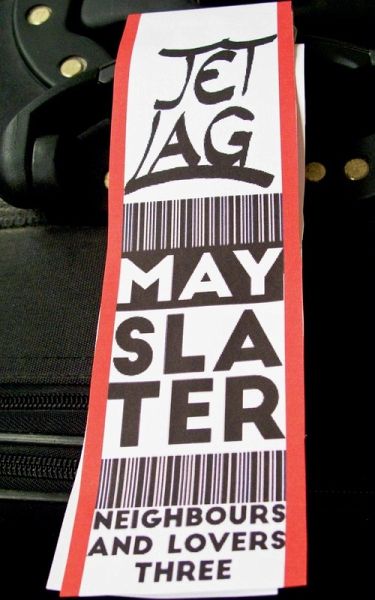 JET
LAG
MAY
SLA
TER
NEIGHBOURS
AND LOVERS
THREE